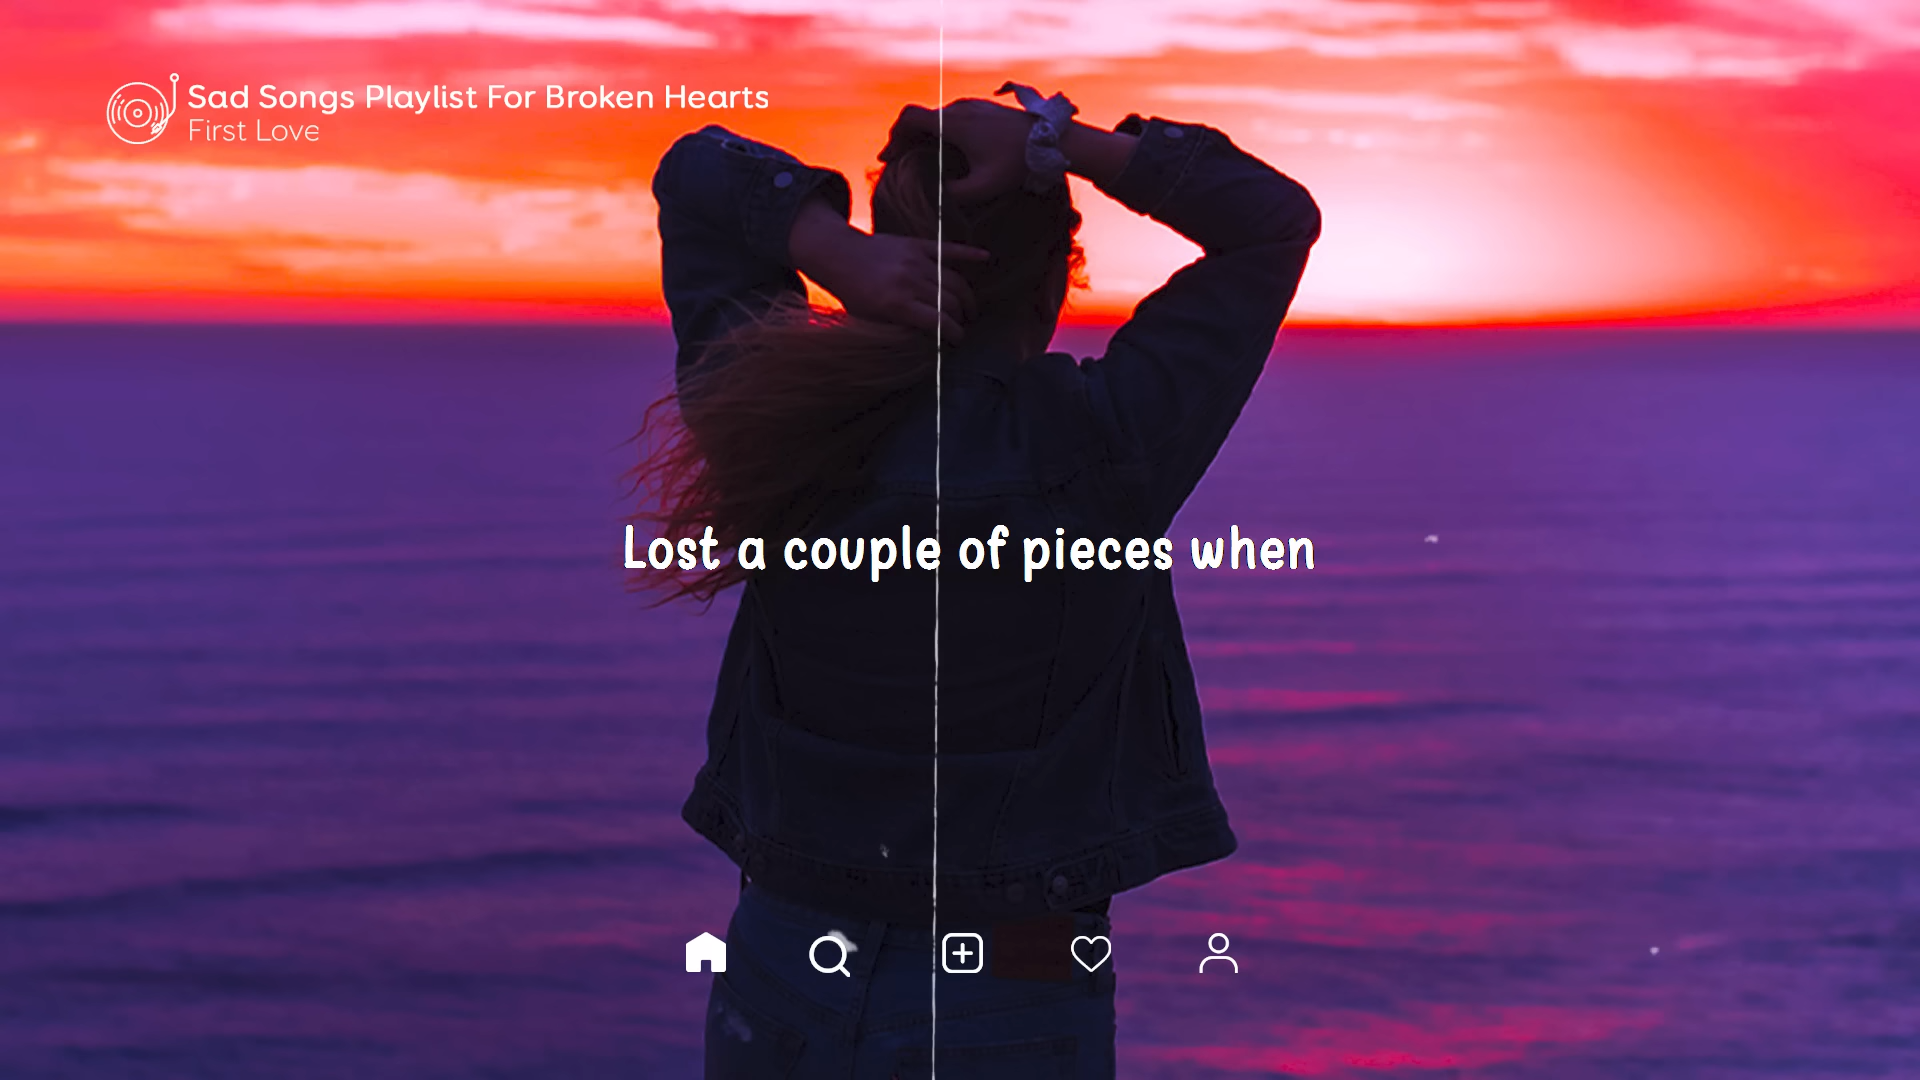 Sad Songs Playlist For Broken Hearts
First Love
Lost a couple of pieces when